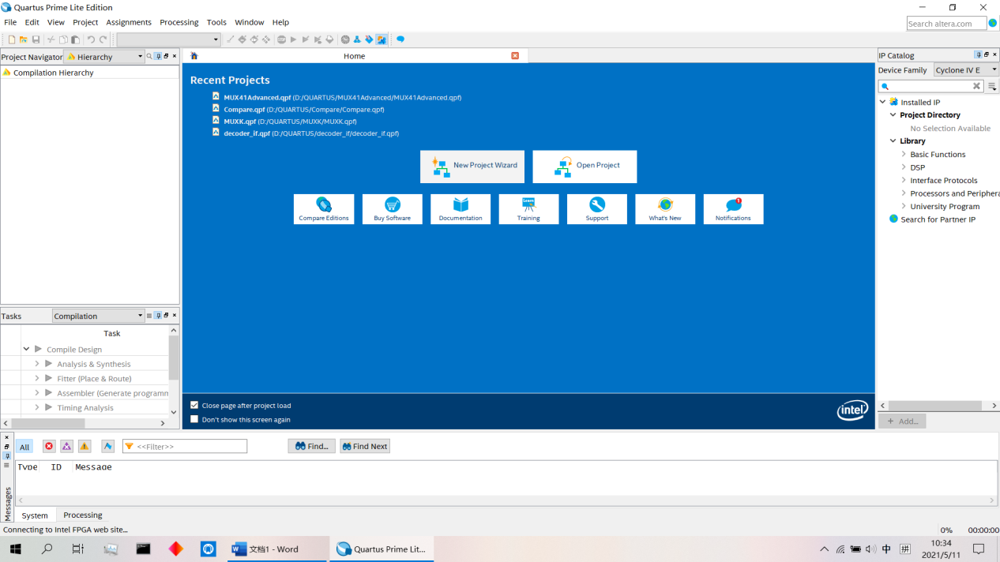 Quartus Prime Lite Edition
File Edit View Project Assignments Processing Tools Window Help
Search altera.com
Project Navigator Hierarchy
Home
IP Catalog
Compilation Hierarchy
Device Family Cyclone IV E
Recent Projects
MUX41Advanced.qpf (D:/QUARTUS/MUX41Advanced/MUX41Advanced.qpf)
Compare.qpf (D:/QUARTUS/Compare/Compare.qpf)
MUXK.qpf (D:/QUARTUS/MUXK/MUXK.qpf)
decoder_if.qpf (D:/QUARTUS/decoder_if/decoder_if.qpf)
New Project Wizard
Open Project
Compare Editions
Buy Software
Documentation
Learn
Training
Support
What's New
Notifications
Installed IP
Project Directory
No Selection Available
Library
Basic Functions
DSP
Interface Protocols
Processors and Periphera
University Program
Search for Partner IP
Tasks Compilation
Task
Compile Design
Analysis & Synthesis
Fitter (Place & Route)
Assembler (Generate programm
Timing Analysis
Close page after project load
Don't show this screen again
intel
+ Add...
All
<<Filter>>
Find...
Find Next
Type ID Message
Messages
System Processing
Connecting to Intel FPGA web site...
0% 00:00:00
文档1 - Word
Quartus Prime Lit...
中
拼
10:34
2021/5/11